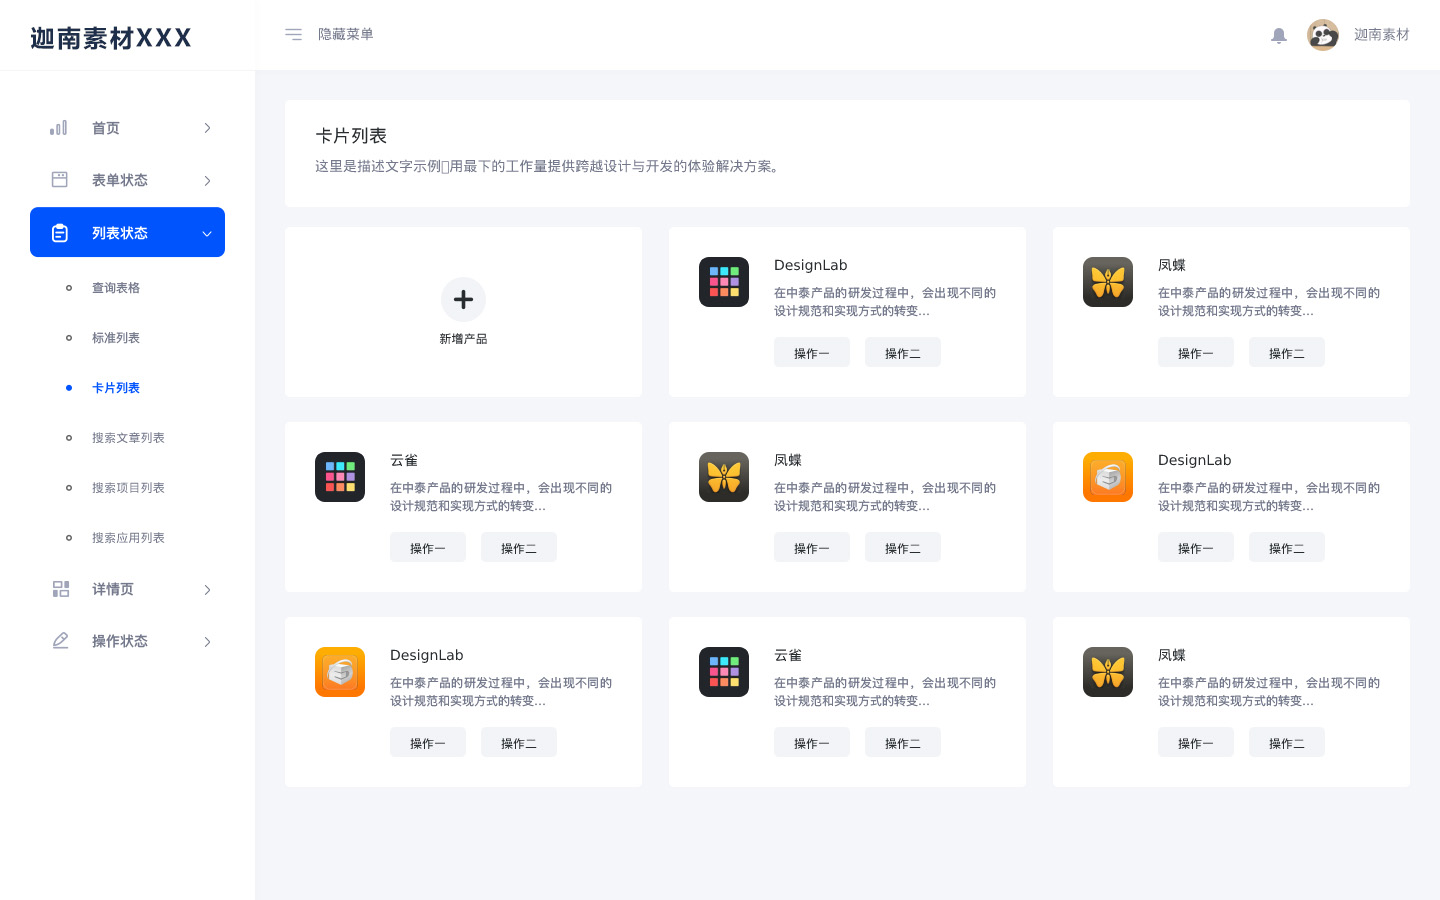 迦南素材XXX
隐藏菜单
迦南素材
首页
表单状态
列表状态
查询表格
标准列表
卡片列表
搜索文章列表
搜索项目列表
搜索应用列表
详情页
操作状态
卡片列表
这里是描述文字示例▯用最下的工作量提供跨越设计与开发的体验解决方案。
新增产品
DesignLab
在中泰产品的研发过程中，会出现不同的
设计规范和实现方式的转变...
操作一
操作二
凤蝶
在中泰产品的研发过程中，会出现不同的
设计规范和实现方式的转变...
操作一
操作二
云雀
在中泰产品的研发过程中，会出现不同的
设计规范和实现方式的转变...
操作一
操作二
凤蝶
在中泰产品的研发过程中，会出现不同的
设计规范和实现方式的转变...
操作一
操作二
DesignLab
在中泰产品的研发过程中，会出现不同的
设计规范和实现方式的转变...
操作一
操作二
DesignLab
在中泰产品的研发过程中，会出现不同的
设计规范和实现方式的转变...
操作一
操作二
云雀
在中泰产品的研发过程中，会出现不同的
设计规范和实现方式的转变...
操作一
操作二
凤蝶
在中泰产品的研发过程中，会出现不同的
设计规范和实现方式的转变...
操作一
操作二